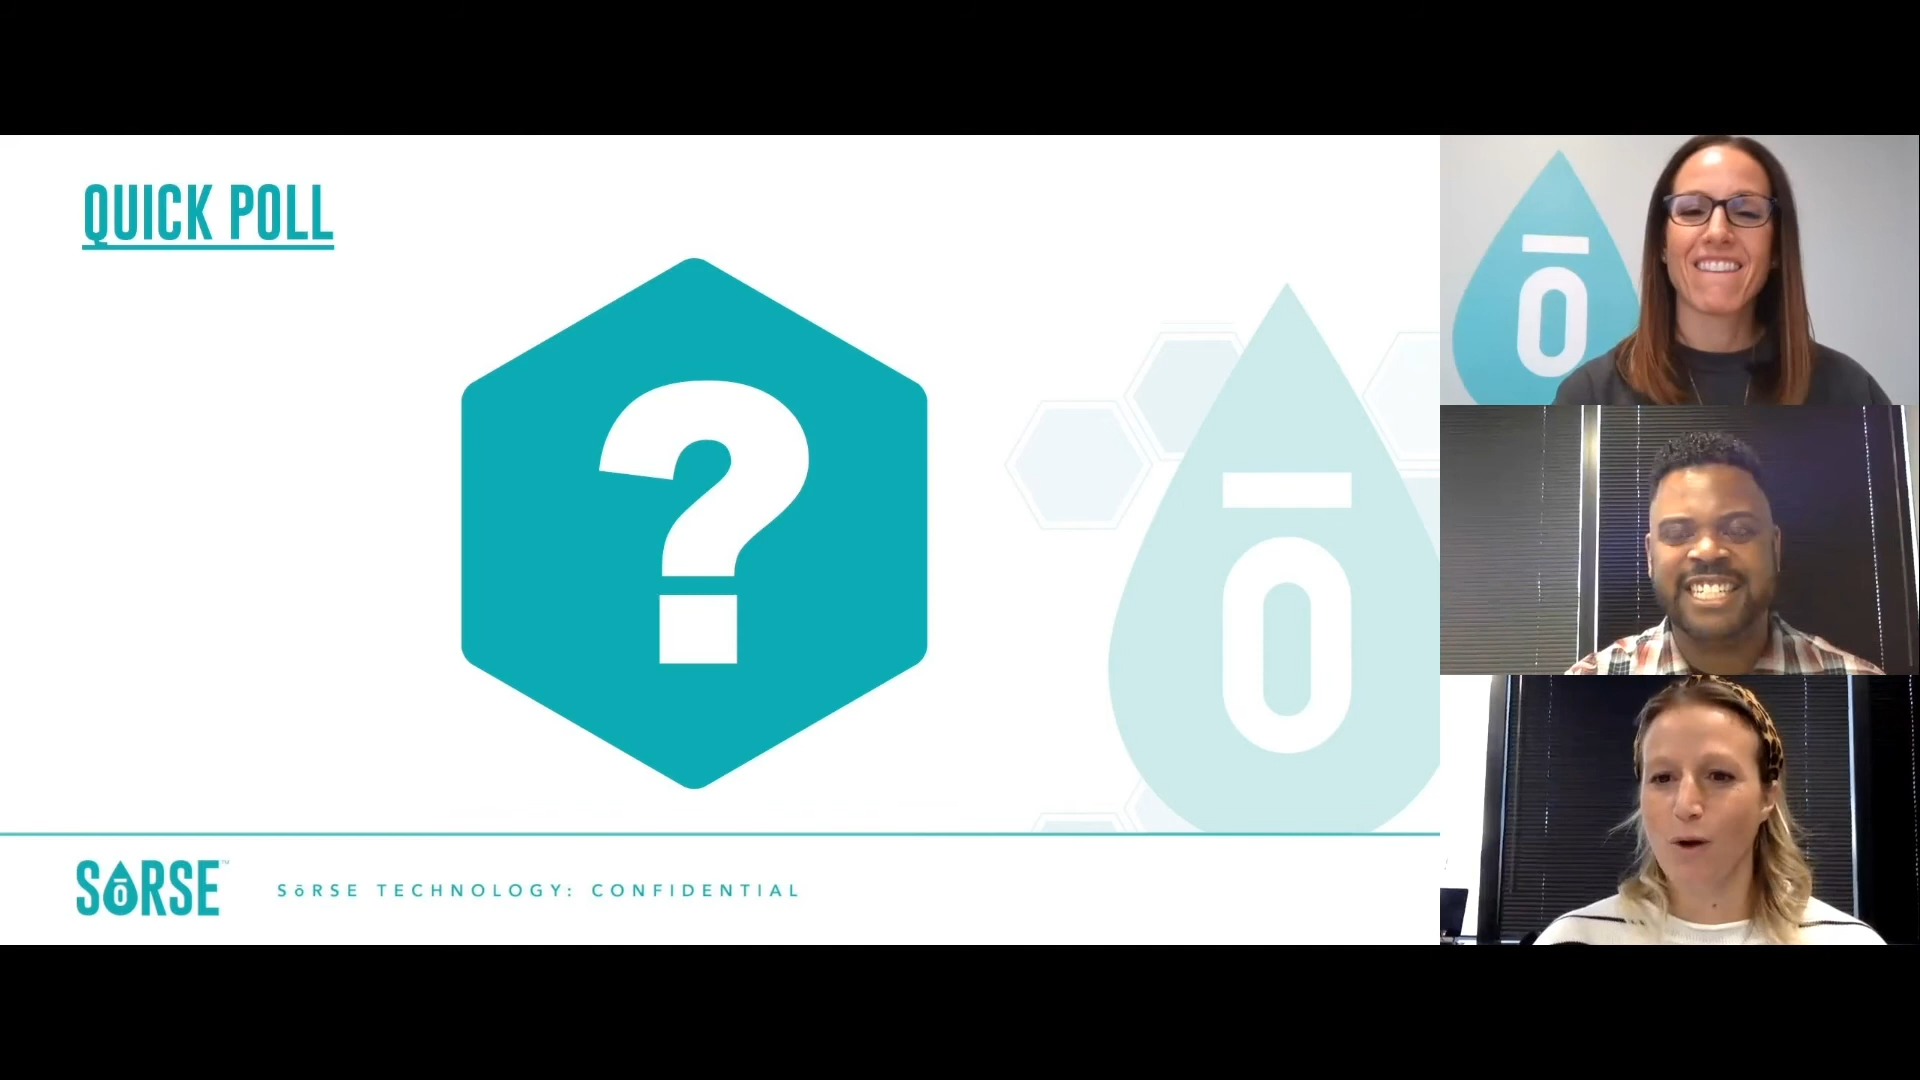 QUICK POLL
?
ō
ō
SōRSE™
SōRSE TECHNOLOGY: CONFIDENTIAL